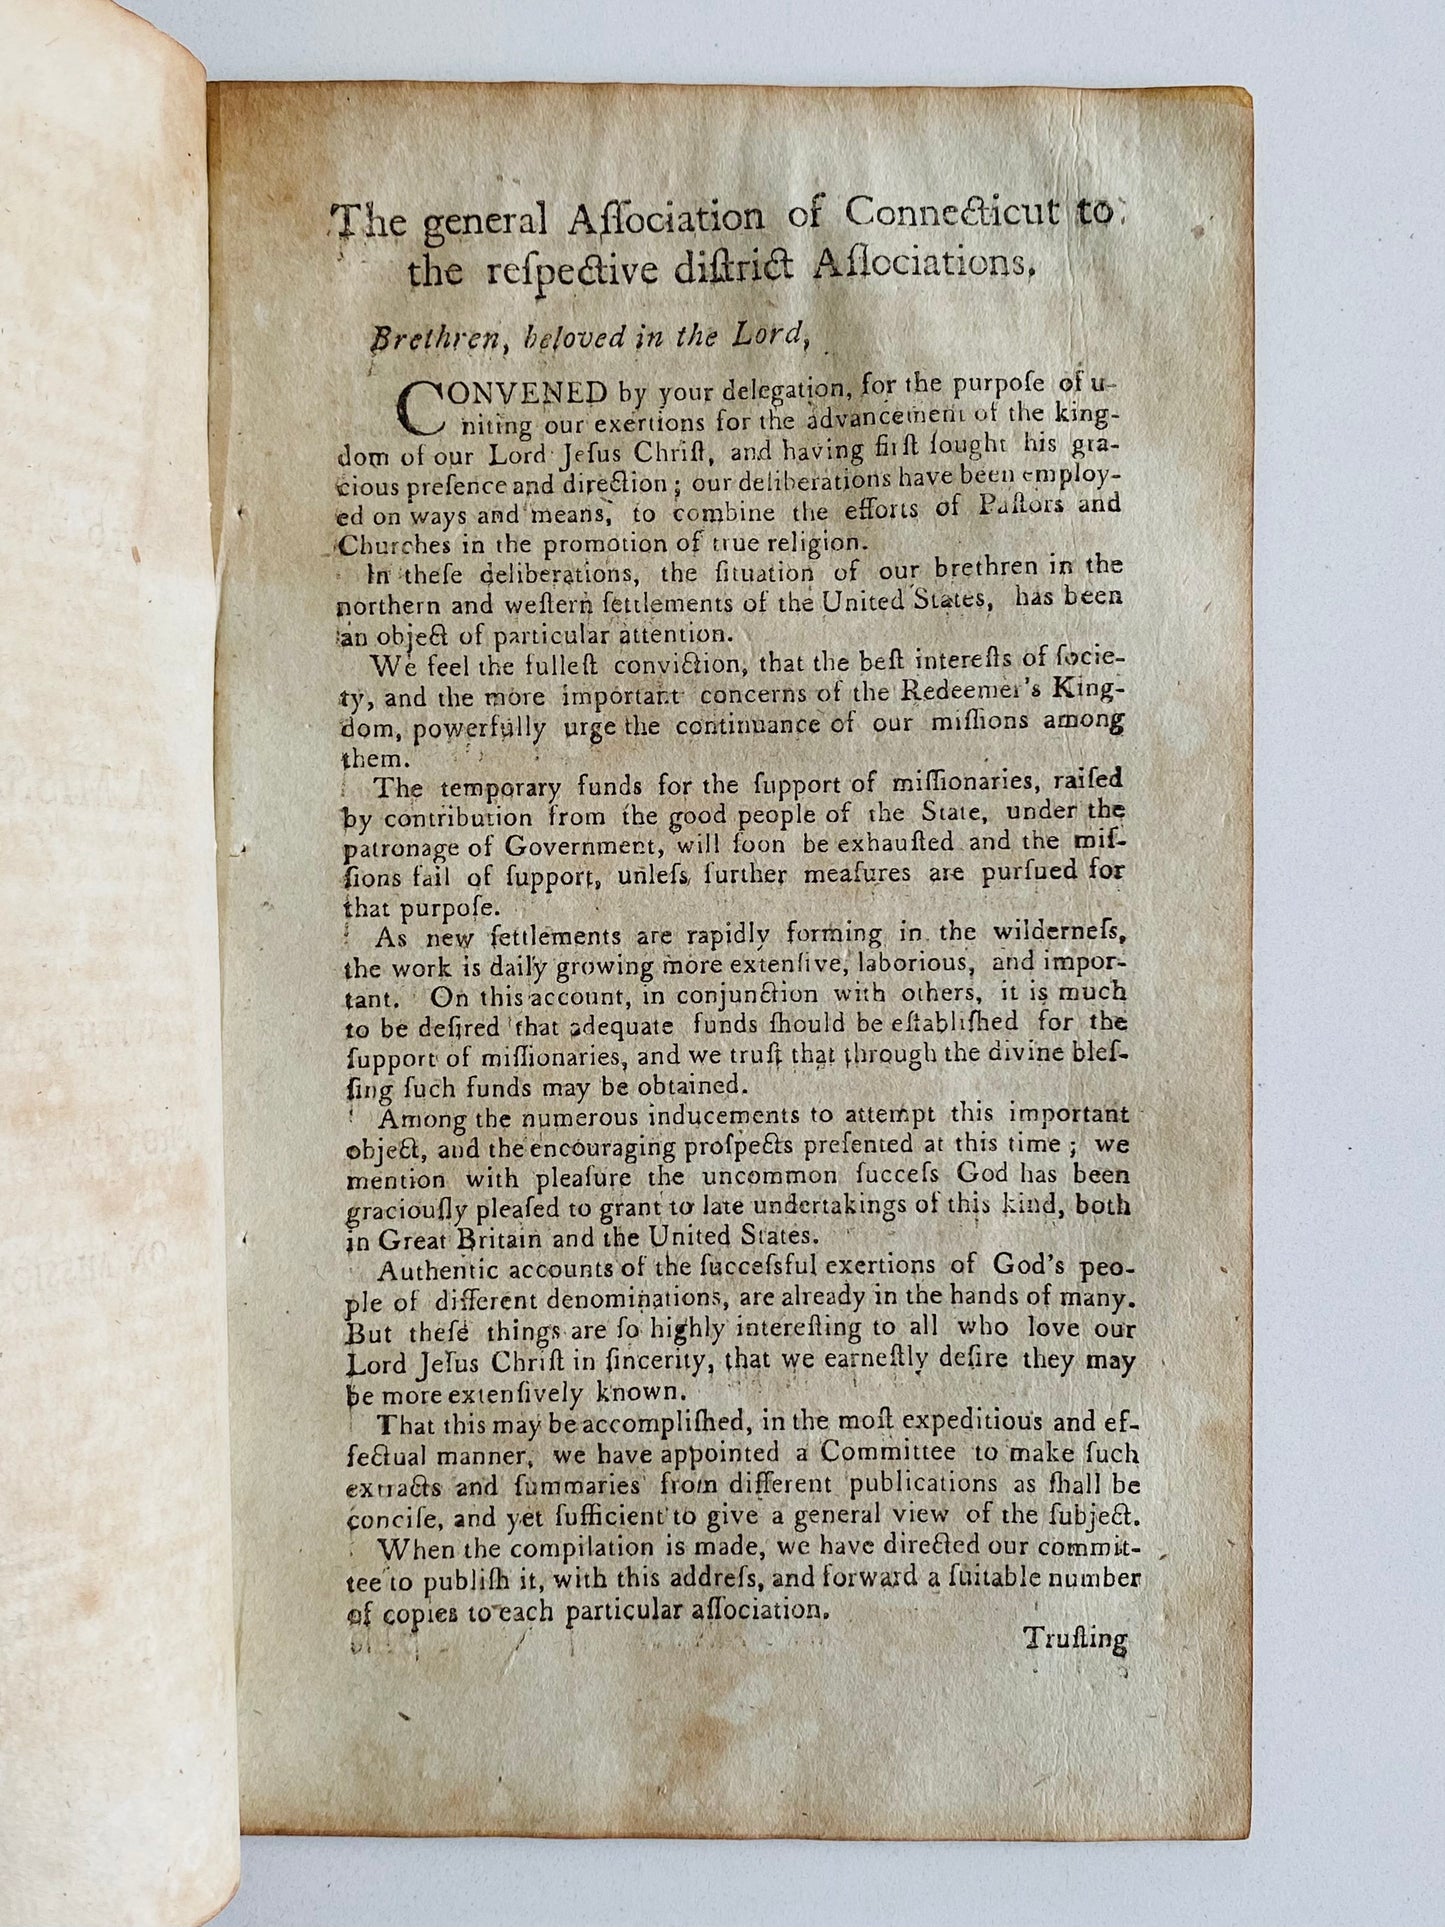 The general Aſſociation of Connecticut to
the reſpective diſtrict Aſſociations.
Brethren, beloved in the Lord,
CONVENED by your delegation, for the purpoſe of u-
niting our exertions for the advancement of the king-
dom of our Lord Jeſus Chriſt, and having firſt ſought his gra-
cious preſence and direction; our deliberations have been employ-
ed on ways and means, to combine the efforts of Paſtors and
Churches in the promotion of true religion.
In theſe deliberations, the ſituation of our brethren in the
northern and weſtern ſettlements of the United States, has been
an object of particular attention.
We feel the fulleſt conviction, that the beſt intereſts of ſocie-
ty, and the more important concerns of the Redeemer's King-
dom, powerfully urge the continuance of our miſſions among
them.
The temporary funds for the ſupport of miſſionaries, raiſed
by contribution from the good people of the State, under the
patronage of Government, will ſoon be exhauſted and the miſ-
ſions fail of ſupport, unleſs further meaſures are purſued for
that purpoſe.
As new ſettlements are rapidly forming in the wilderneſs,
the work is daily growing more extenſive, laborious, and impor-
tant. On this account, in conjunction with others, it is much
to be deſired that adequate funds ſhould be eſtabliſhed for the
ſupport of miſſionaries, and we truſt that through the divine bleſ-
ſing ſuch funds may be obtained.
Among the numerous inducements to attempt this important
object, and the encouraging proſpects preſented at this time; we
mention with pleaſure the uncommon ſucceſs God has been
graciouſly pleaſed to grant to late undertakings of this kind, both
in Great Britain and the United States.
Authentic accounts of the ſucceſsful exertions of God's peo-
ple of different denominations, are already in the hands of many.
But theſe things are ſo highly intereſting to all who love our
Lord Jeſus Chriſt in ſincerity, that we earneſtly deſire they may
be more extenſively known.
That this may be accompliſhed, in the moſt expeditious and ef-
fectual manner, we have appointed a Committee to make ſuch
extracts and ſummaries from different publications as ſhall be
conciſe, and yet ſufficient to give a general view of the ſubject.
When the compilation is made, we have directed our commit-
tee to publiſh it, with this addreſs, and forward a ſuitable number
of copies to each particular aſſociation.
Truſting